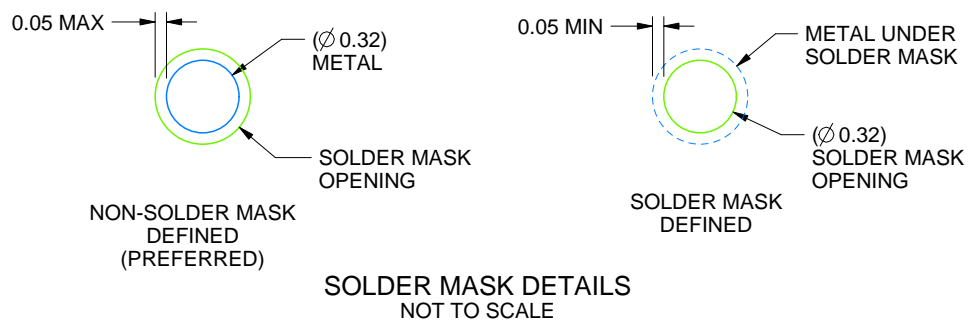 0.05 MAX
(∅ 0.32)
METAL
SOLDER MASK
OPENING
NON-SOLDER MASK
DEFINED
(PREFERRED)
0.05 MIN
METAL UNDER
SOLDER MASK
(∅ 0.32)
SOLDER MASK
OPENING
SOLDER MASK
DEFINED
SOLDER MASK DETAILS
NOT TO SCALE